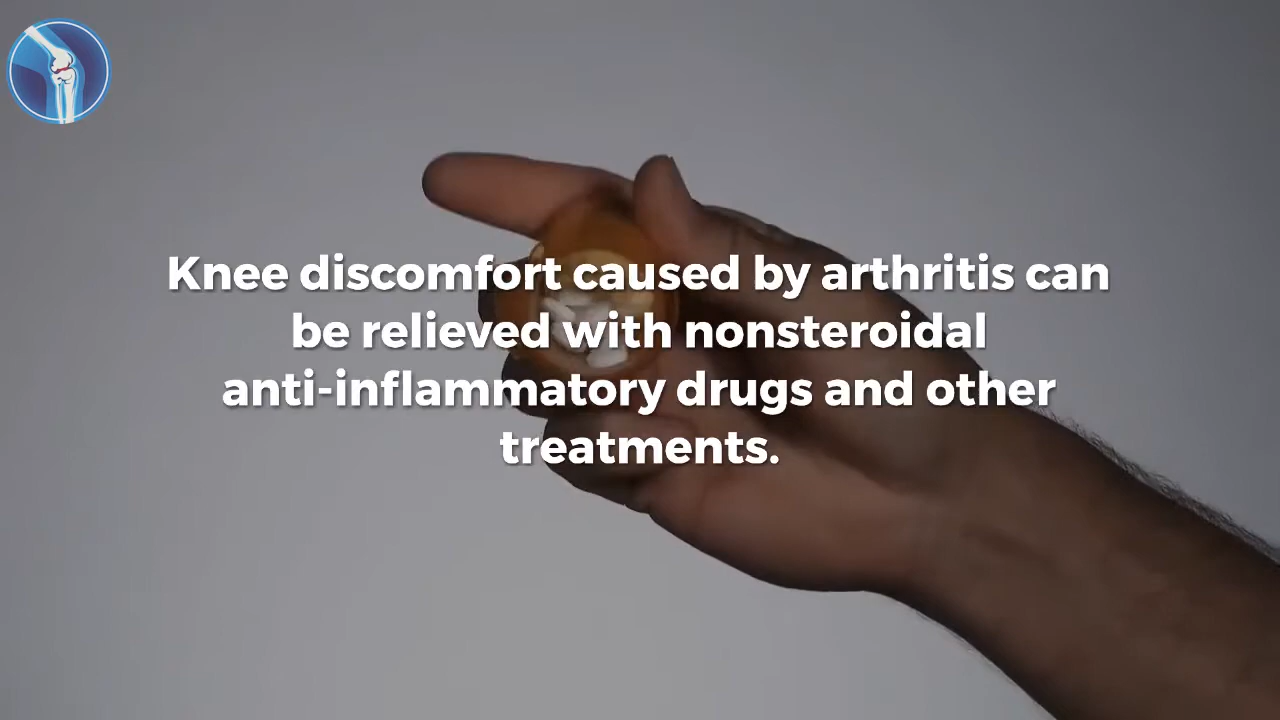 Knee discomfort caused by arthritis can
be relieved with nonsteroidal
anti-inflammatory drugs and other
treatments.